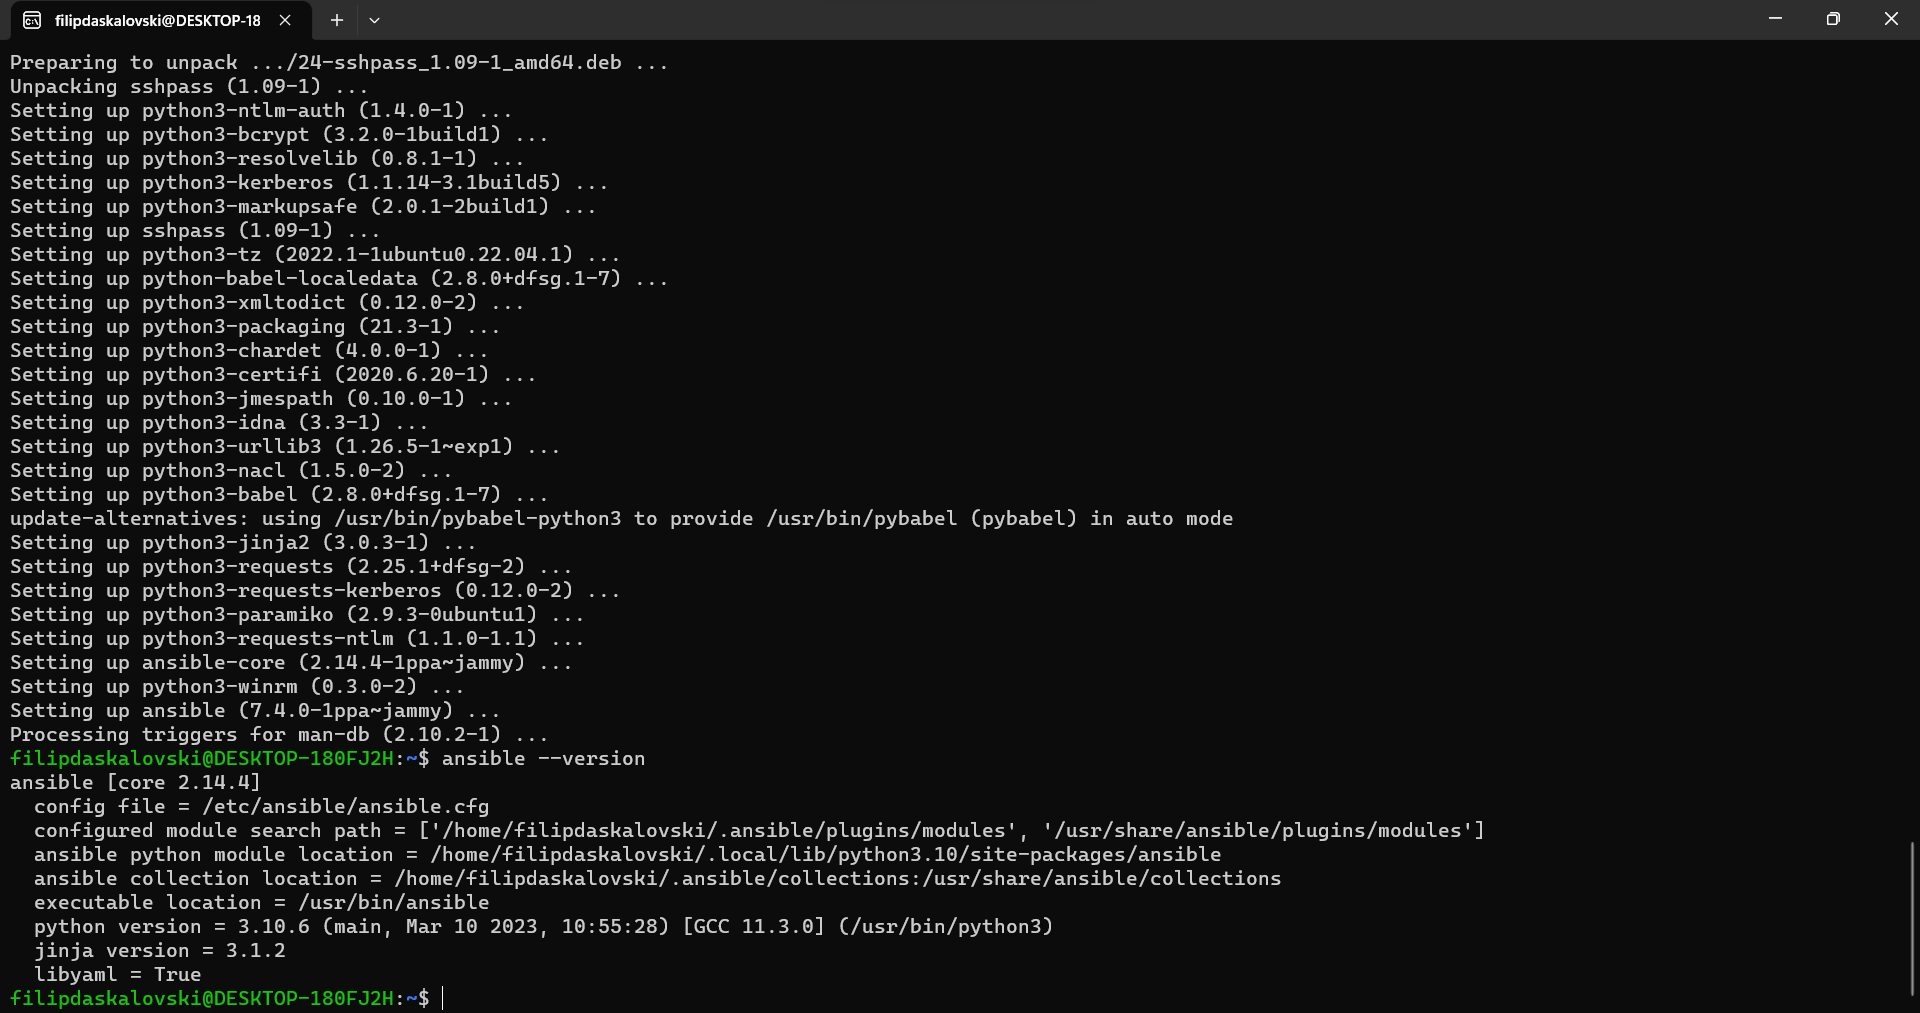 filipdaskalovski@DESKTOP-18
Preparing to unpack .../24-sshpass_1.09-1_amd64.deb ...
Unpacking sshpass (1.09-1) ...
Setting up python3-ntlm-auth (1.4.0-1) ...
Setting up python3-bcrypt (3.2.0-1build1) ...
Setting up python3-resolvelib (0.8.1-1) ...
Setting up python3-kerberos (1.1.14-3.1build5) ...
Setting up python3-markupsafe (2.0.1-2build1) ...
Setting up sshpass (1.09-1) ...
Setting up python3-tz (2022.1-1ubuntu0.22.04.1) ...
Setting up python-babel-localedata (2.8.0+dfsg.1-7) ...
Setting up python3-xmltodict (0.12.0-2) ...
Setting up python3-packaging (21.3-1) ...
Setting up python3-chardet (4.0.0-1) ...
Setting up python3-certifi (2020.6.20-1) ...
Setting up python3-jmespath (0.10.0-1) ...
Setting up python3-idna (3.3-1) ...
Setting up python3-urllib3 (1.26.5-1~exp1) ...
Setting up python3-nacl (1.5.0-2) ...
Setting up python3-babel (2.8.0+dfsg.1-7) ...
update-alternatives: using /usr/bin/pybabel-python3 to provide /usr/bin/pybabel (pybabel) in auto mode
Setting up python3-jinja2 (3.0.3-1) ...
Setting up python3-requests (2.25.1+dfsg-2) ...
Setting up python3-requests-kerberos (0.12.0-2) ...
Setting up python3-paramiko (2.9.3-0ubuntu1) ...
Setting up python3-requests-ntlm (1.1.0-1.1) ...
Setting up ansible-core (2.14.4-1ppa~jammy) ...
Setting up python3-winrm (0.3.0-2) ...
Setting up ansible (7.4.0-1ppa~jammy) ...
Processing triggers for man-db (2.10.2-1) ...
filipdaskalovski@DESKTOP-180FJ2H:~$ ansible --version
ansible [core 2.14.4]
  config file = /etc/ansible/ansible.cfg
  configured module search path = ['/home/filipdaskalovski/.ansible/plugins/modules', '/usr/share/ansible/plugins/modules']
  ansible python module location = /home/filipdaskalovski/.local/lib/python3.10/site-packages/ansible
  ansible collection location = /home/filipdaskalovski/.ansible/collections:/usr/share/ansible/collections
  executable location = /usr/bin/ansible
  python version = 3.10.6 (main, Mar 10 2023, 10:55:28) [GCC 11.3.0] (/usr/bin/python3)
  jinja version = 3.1.2
  libyaml = True
filipdaskalovski@DESKTOP-180FJ2H:~$